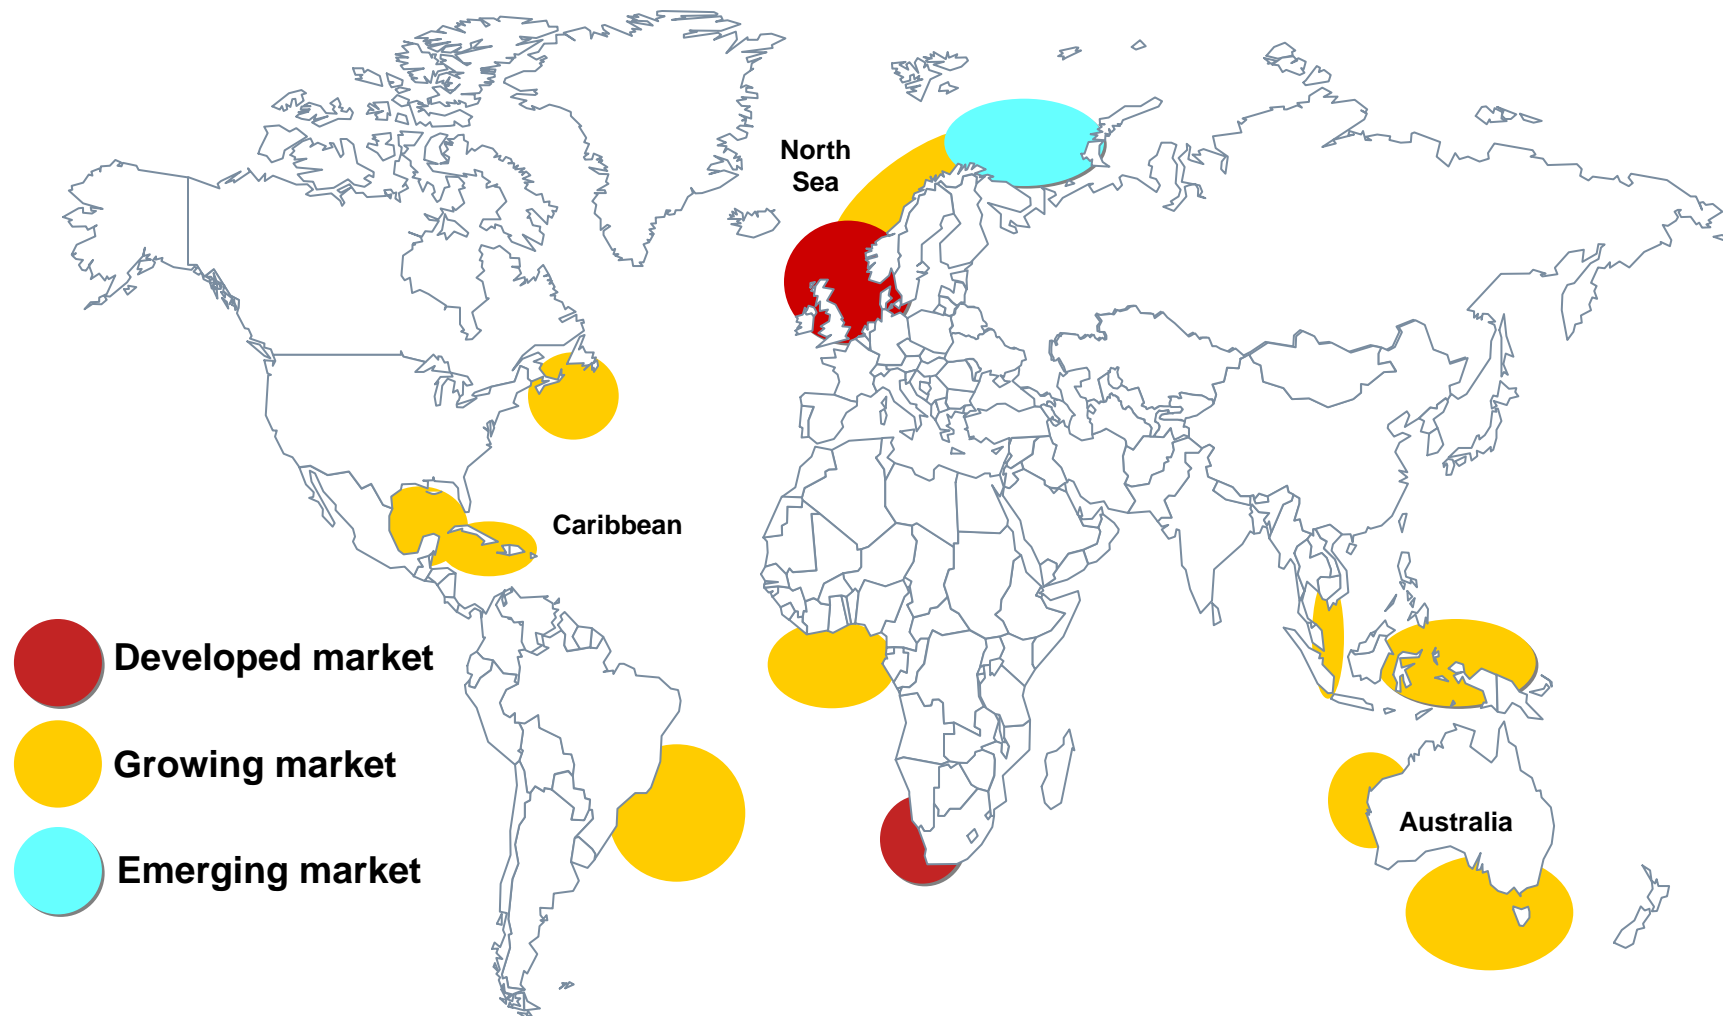 North
Sea
Caribbean
Developed market
Growing market
Emerging market
Australia